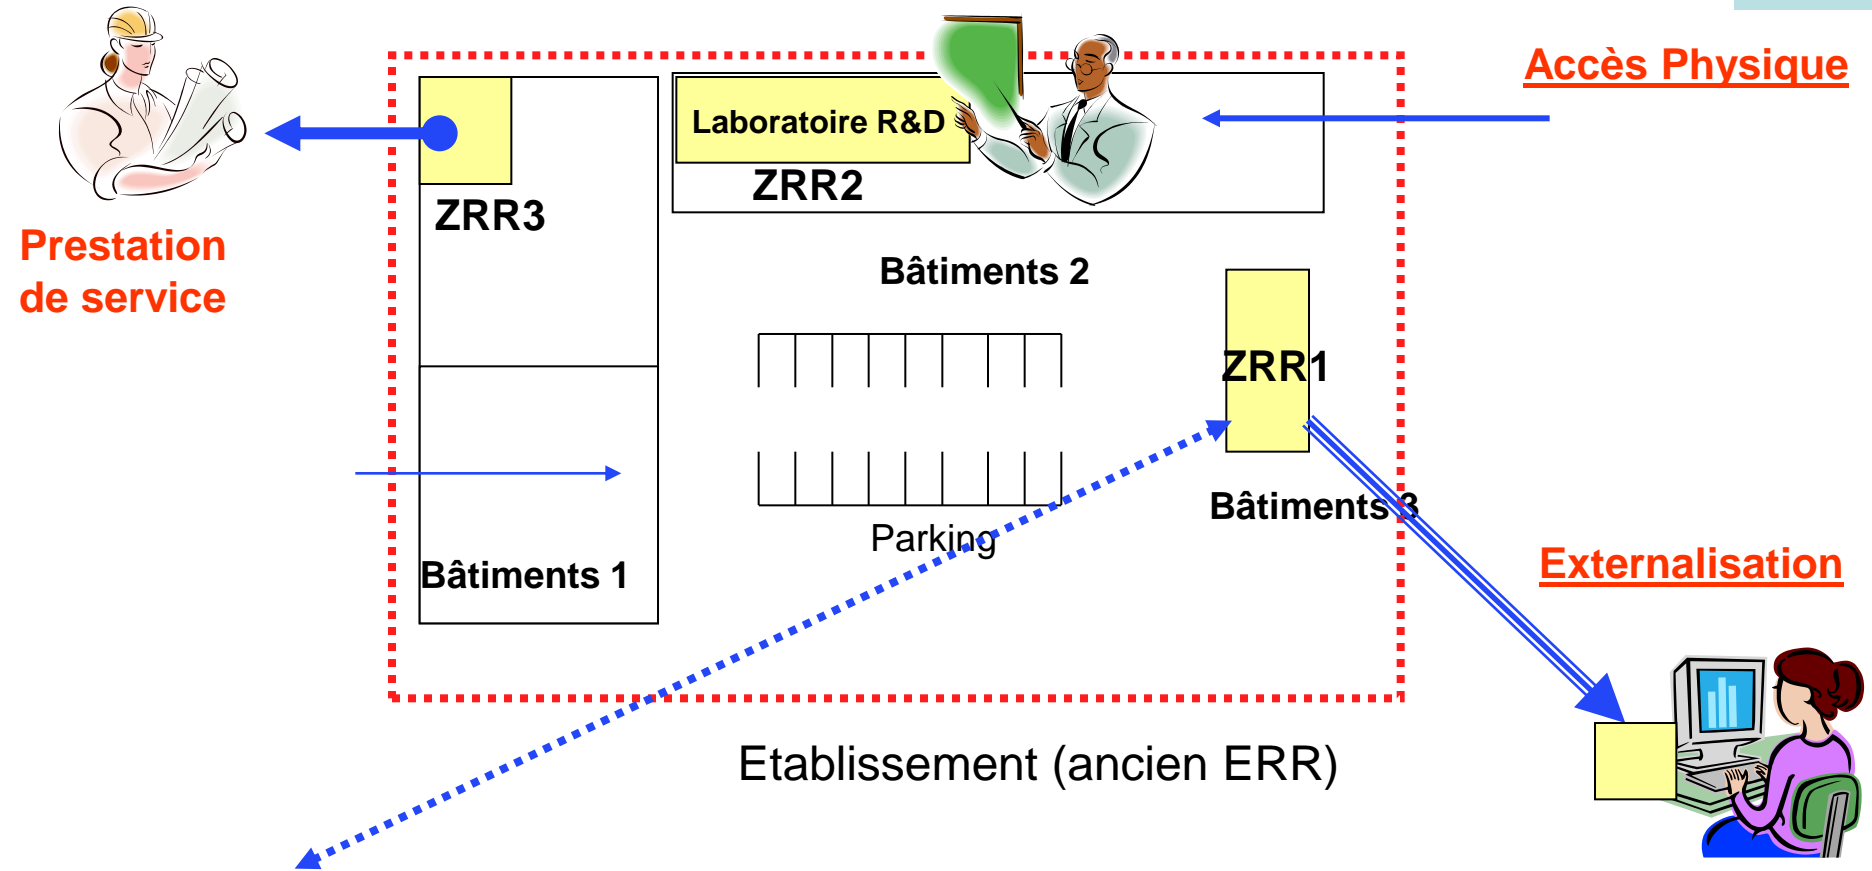 Accès Physique
Laboratoire R&D
ZRR2
ZRR3
Prestation
de service
Bâtiments 2
ZRR1
Bâtiments 3
Parking
Bâtiments 1
Externalisation
Etablissement (ancien ERR)